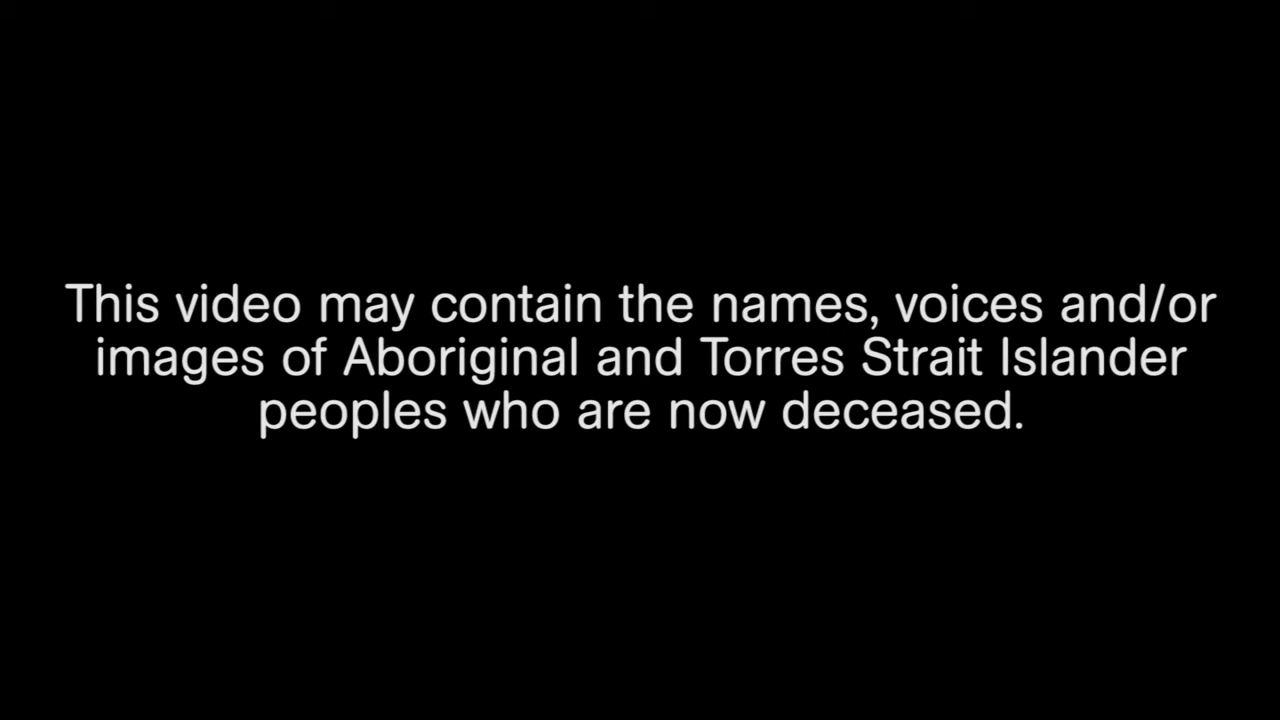 This video may contain the names, voices and/or
images of Aboriginal and Torres Strait Islander
peoples who are now deceased.